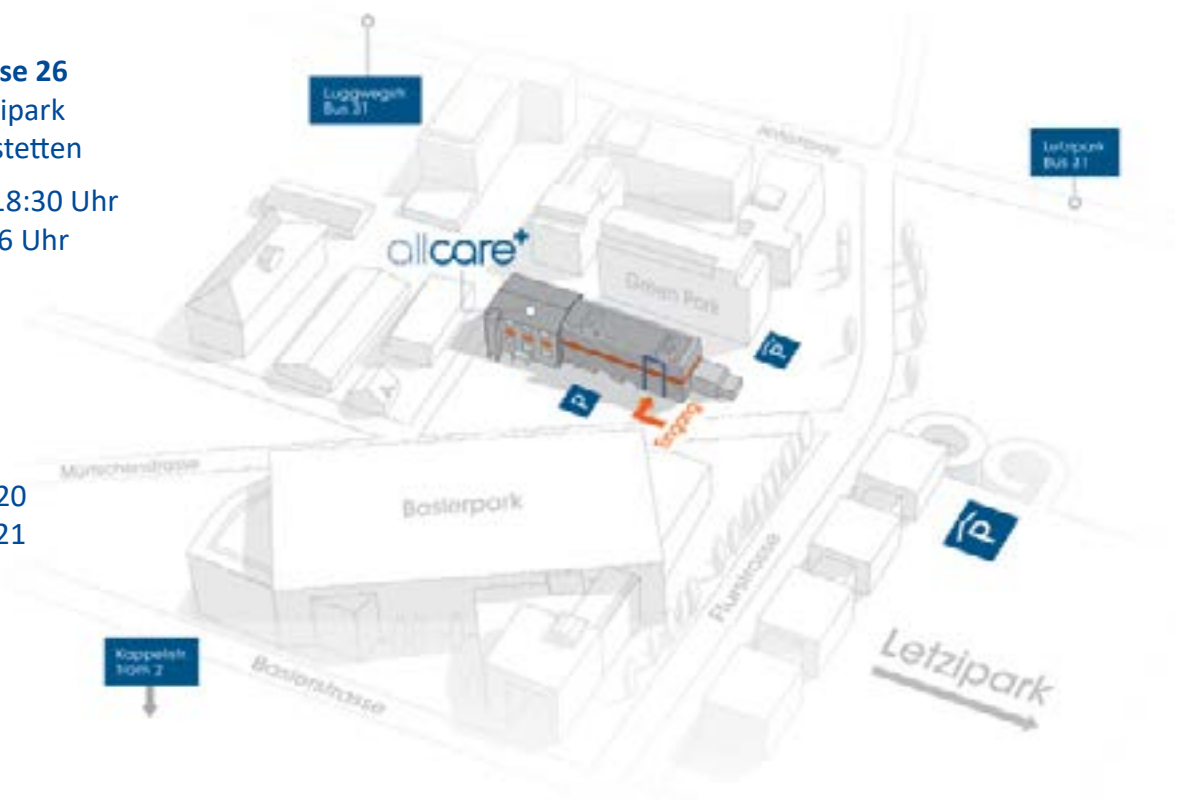 se 26
ipark
stetten
18:30 Uhr
6 Uhr
20
21
Luggwegstr
Bus 31
Letzipark
Bus 31
allcare+
Green Park
P
P
Eingang
Mürtschenstrasse
Baslerpark
P
Flurstrasse
Letzipark
Kappelistr
Tram 2
Baslerstrasse